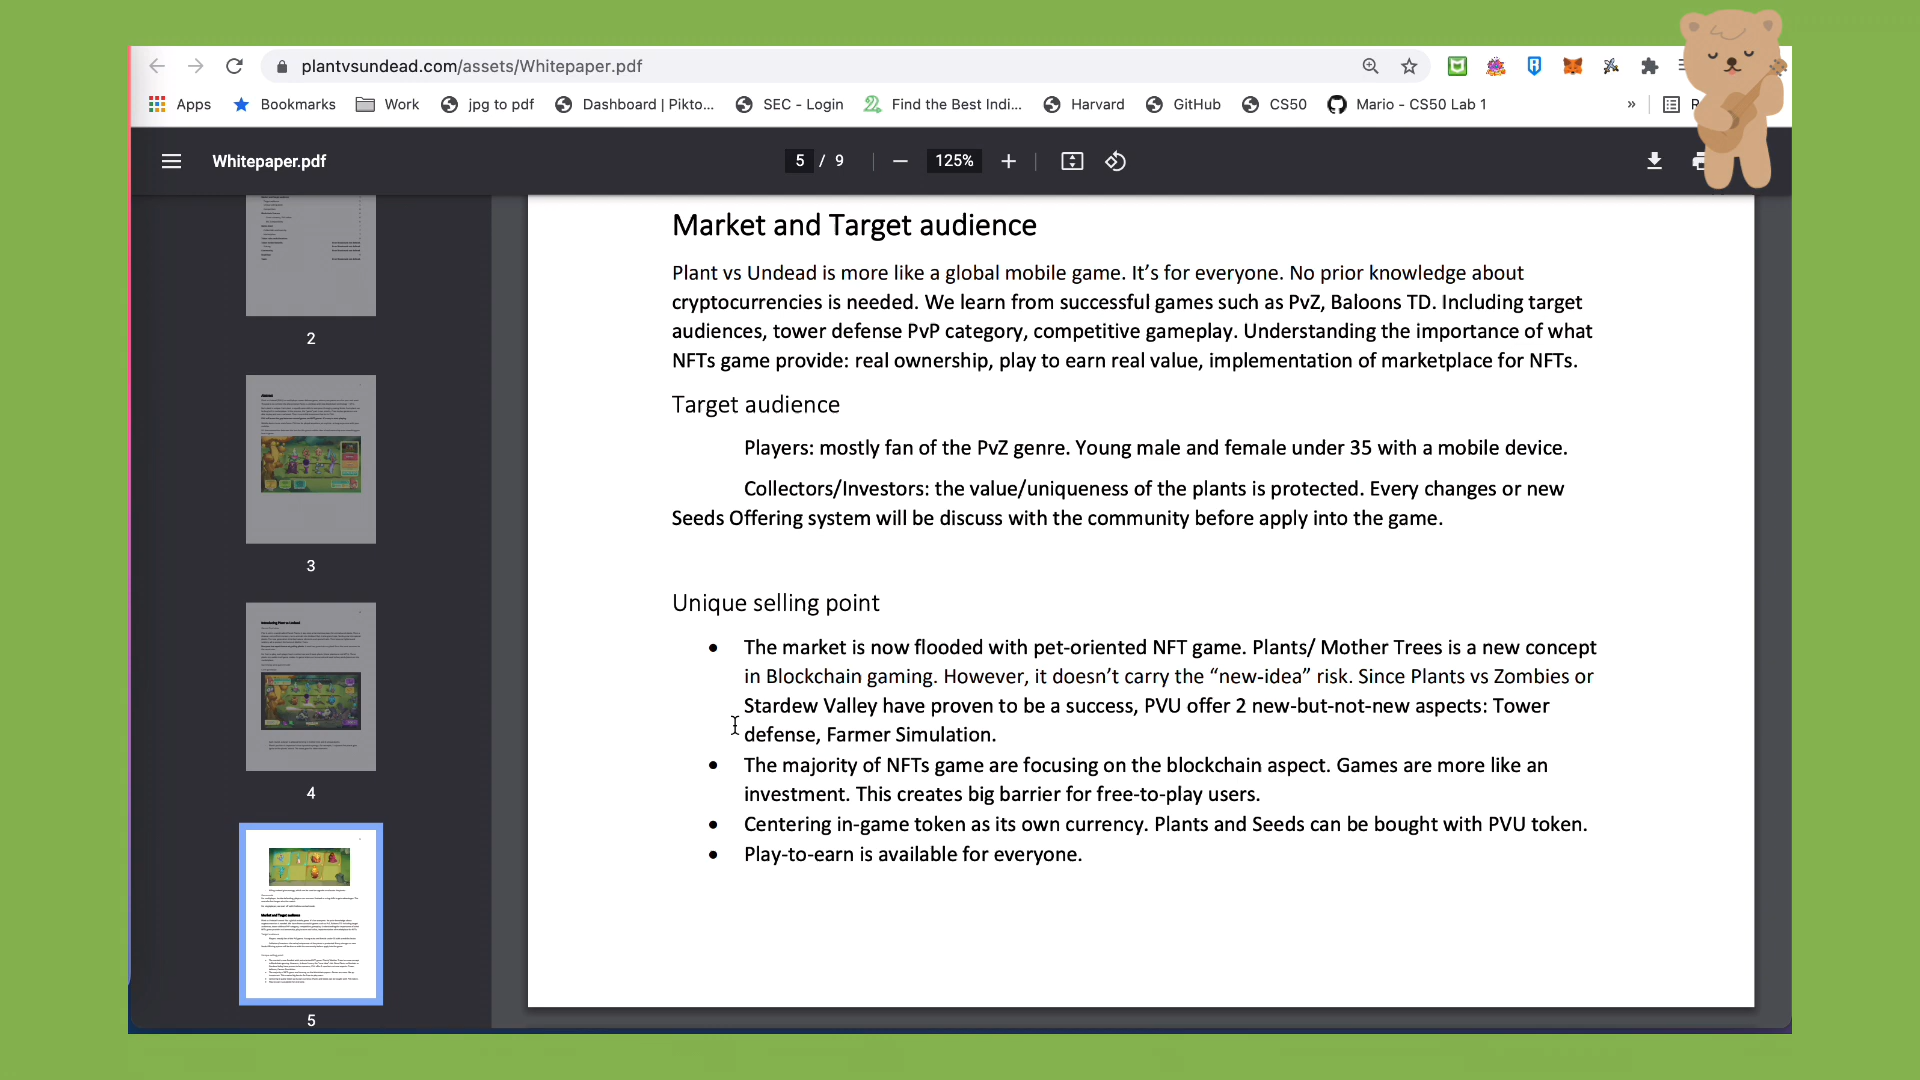 plantvsundead.com/assets/Whitepaper.pdf
Apps Bookmarks Work jpg to pdf Dashboard | Pikto... SEC - Login Find the Best Indi... Harvard GitHub CS50 Mario - CS50 Lab 1 »
Whitepaper.pdf 5 / 9 125%
2
3
4
5
Market and Target audience
Plant vs Undead is more like a global mobile game. It’s for everyone. No prior knowledge about
cryptocurrencies is needed. We learn from successful games such as PvZ, Baloons TD. Including target
audiences, tower defense PvP category, competitive gameplay. Understanding the importance of what
NFTs game provide: real ownership, play to earn real value, implementation of marketplace for NFTs.
Target audience
Players: mostly fan of the PvZ genre. Young male and female under 35 with a mobile device.
Collectors/Investors: the value/uniqueness of the plants is protected. Every changes or new
Seeds Offering system will be discuss with the community before apply into the game.
Unique selling point
• The market is now flooded with pet-oriented NFT game. Plants/ Mother Trees is a new concept
in Blockchain gaming. However, it doesn’t carry the “new-idea” risk. Since Plants vs Zombies or
Stardew Valley have proven to be a success, PVU offer 2 new-but-not-new aspects: Tower
defense, Farmer Simulation.
• The majority of NFTs game are focusing on the blockchain aspect. Games are more like an
investment. This creates big barrier for free-to-play users.
• Centering in-game token as its own currency. Plants and Seeds can be bought with PVU token.
• Play-to-earn is available for everyone.